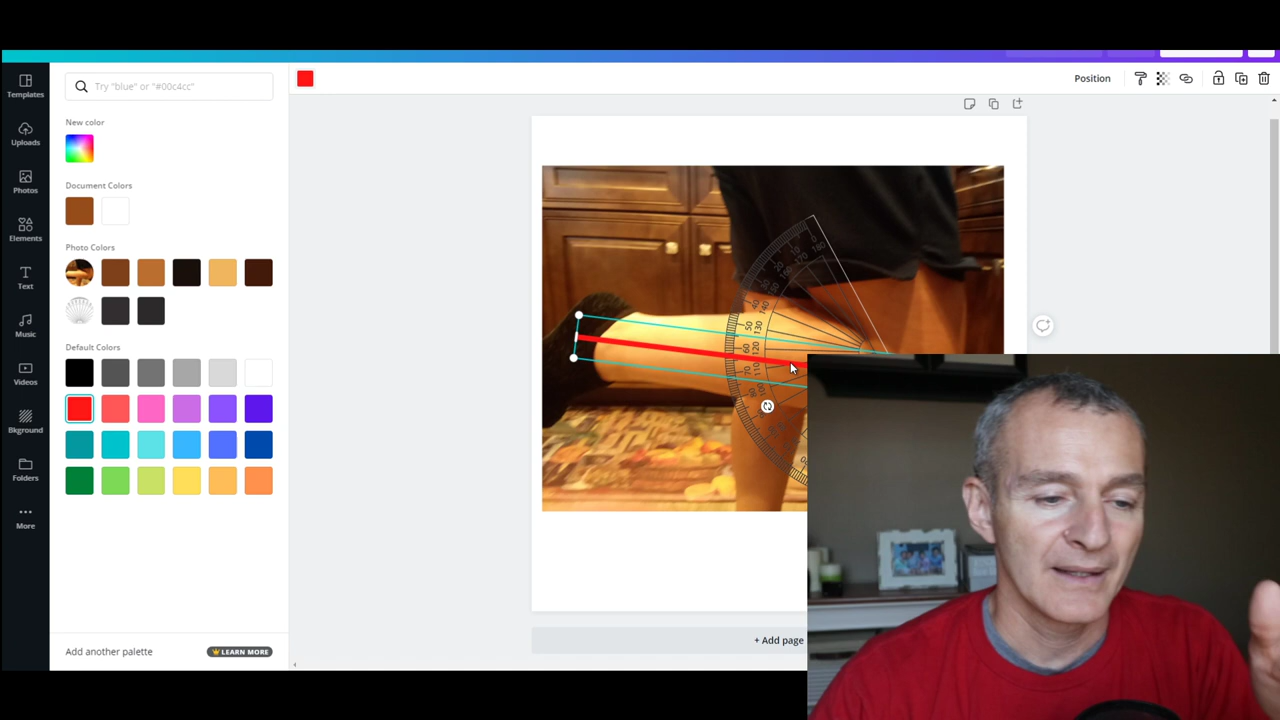 Templates
Uploads
Photos
Elements
Text
Music
Videos
Bkground
Folders
More
Try "blue" or "#00c4cc"
New color
Document Colors
Photo Colors
Default Colors
Add another palette
LEARN MORE
Position
+ Add page